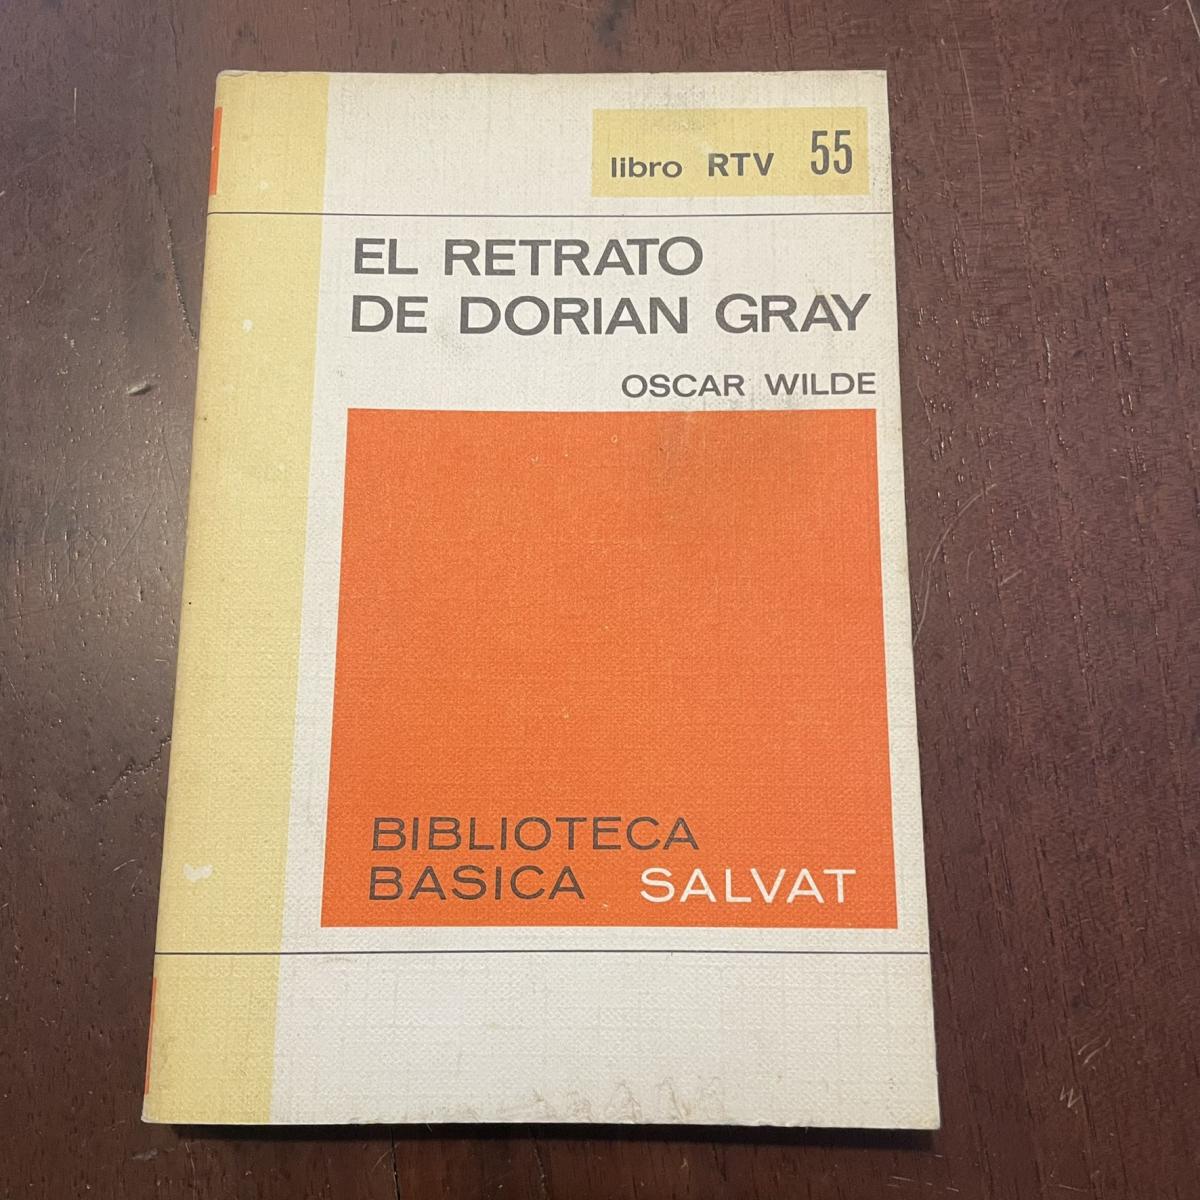 libro RTV 55
EL RETRATO
DE DORIAN GRAY
OSCAR WILDE
BIBLIOTECA
BASICA SALVAT